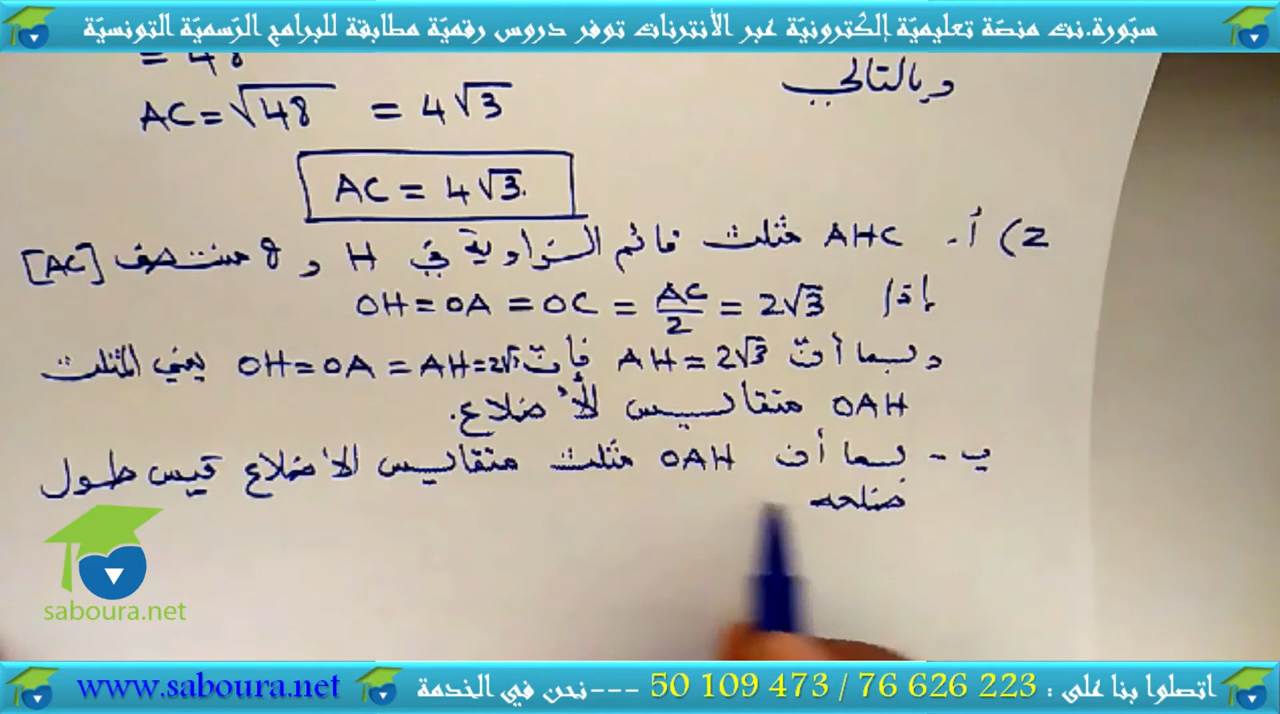 سبّورة.نت منصّة تعليميّة إلكترونيّة عبر الأنترنات توفر دروس رقميّة مطابقة للبرامج الرّسميّة التونسيّة
= 48
وبالتالي
AC = √48 = 4√3
AC = 4√3.
2) أ- AHC مثلث قائم الزاوية في H و O منتصف [AC]
إذا OH = OA = OC = AC/2 = 2√3
وبما أنّ AH = 2√3 فإنّ OH = OA = AH = 2√3 يعني المثلث
OAH متقايس الأضلاع.
ب- بما أن OAH مثلث متقايس الأضلاع قيس طول
ضلعه
saboura.net
www.saboura.net اتصلوا بنا على : 50 109 473 / 76 626 223 ---نحن في الخدمة